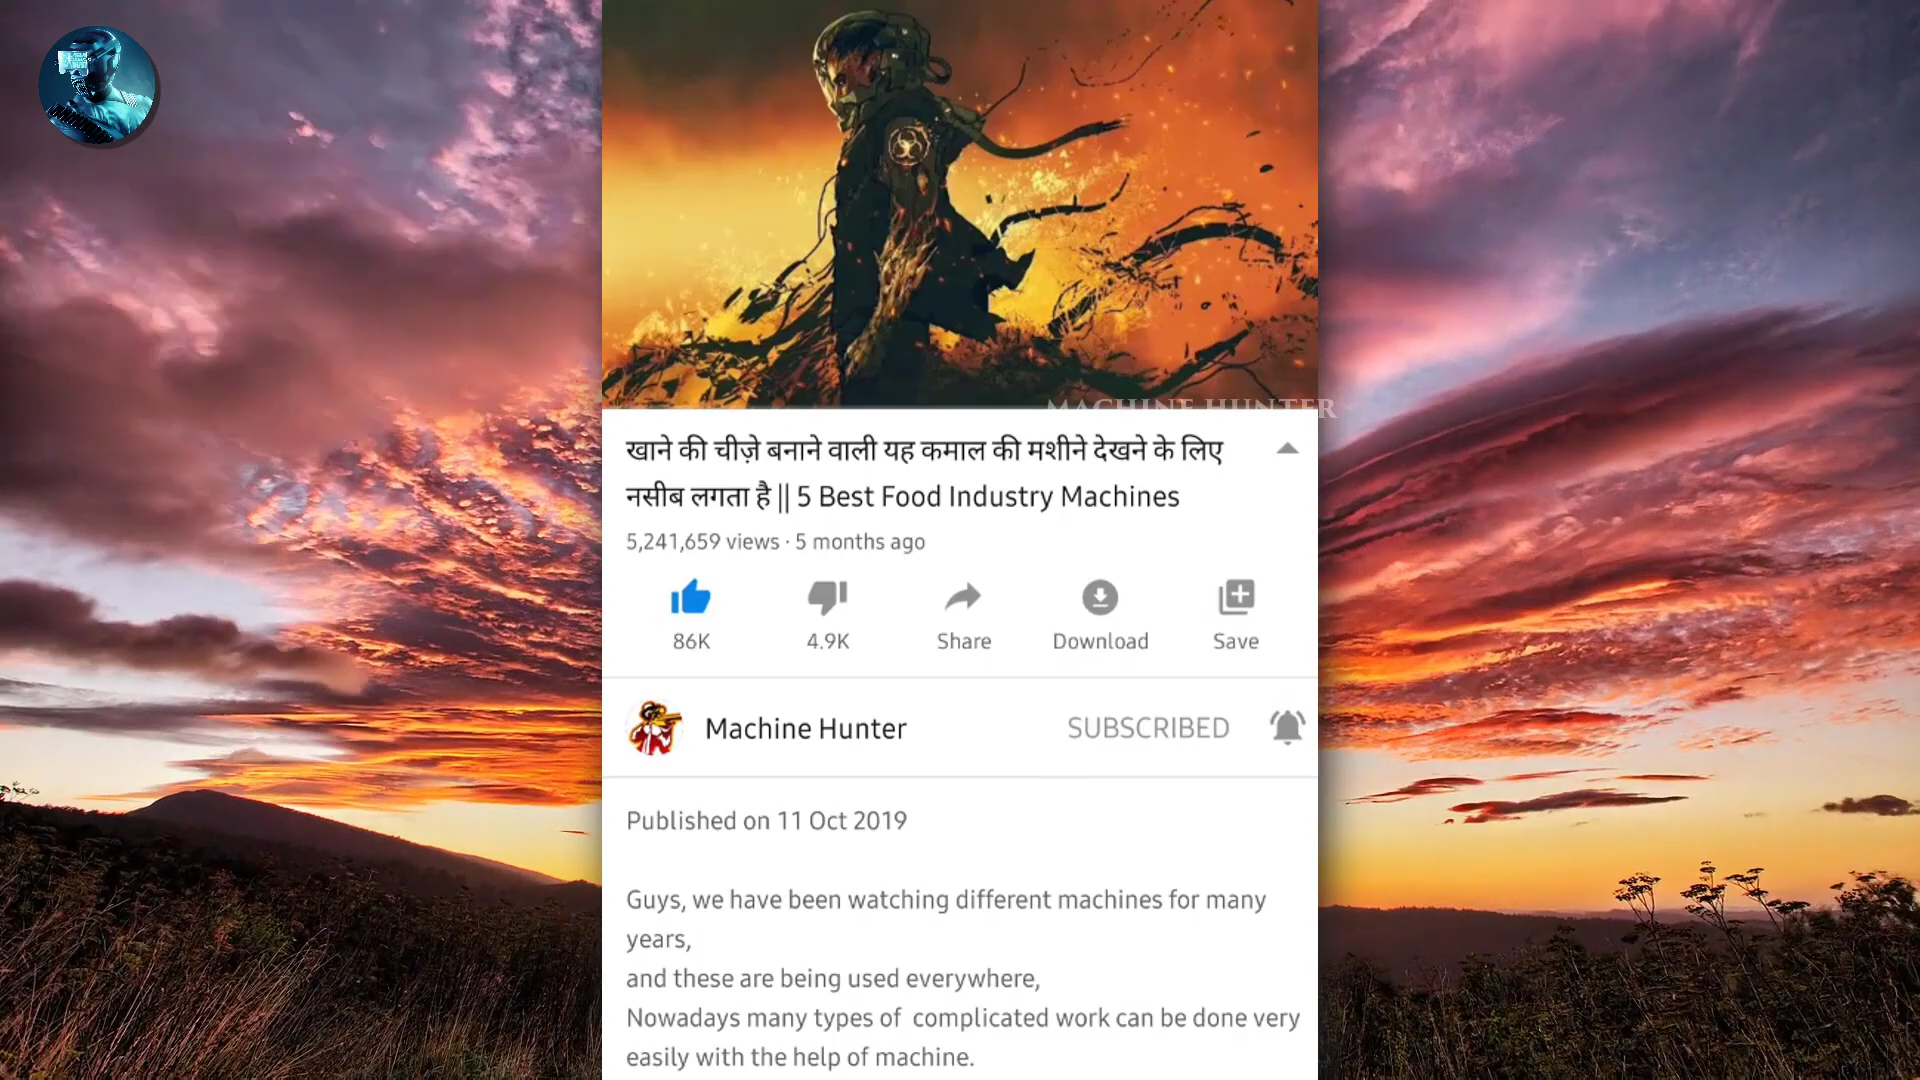 MACHINE HUNTER
खाने की चीज़े बनाने वाली यह कमाल की मशीने देखने के लिए
नसीब लगता है || 5 Best Food Industry Machines
5,241,659 views · 5 months ago
86K 4.9K Share Download Save
Machine Hunter SUBSCRIBED
Published on 11 Oct 2019
Guys, we have been watching different machines for many
years,
and these are being used everywhere,
Nowadays many types of complicated work can be done very
easily with the help of machine.